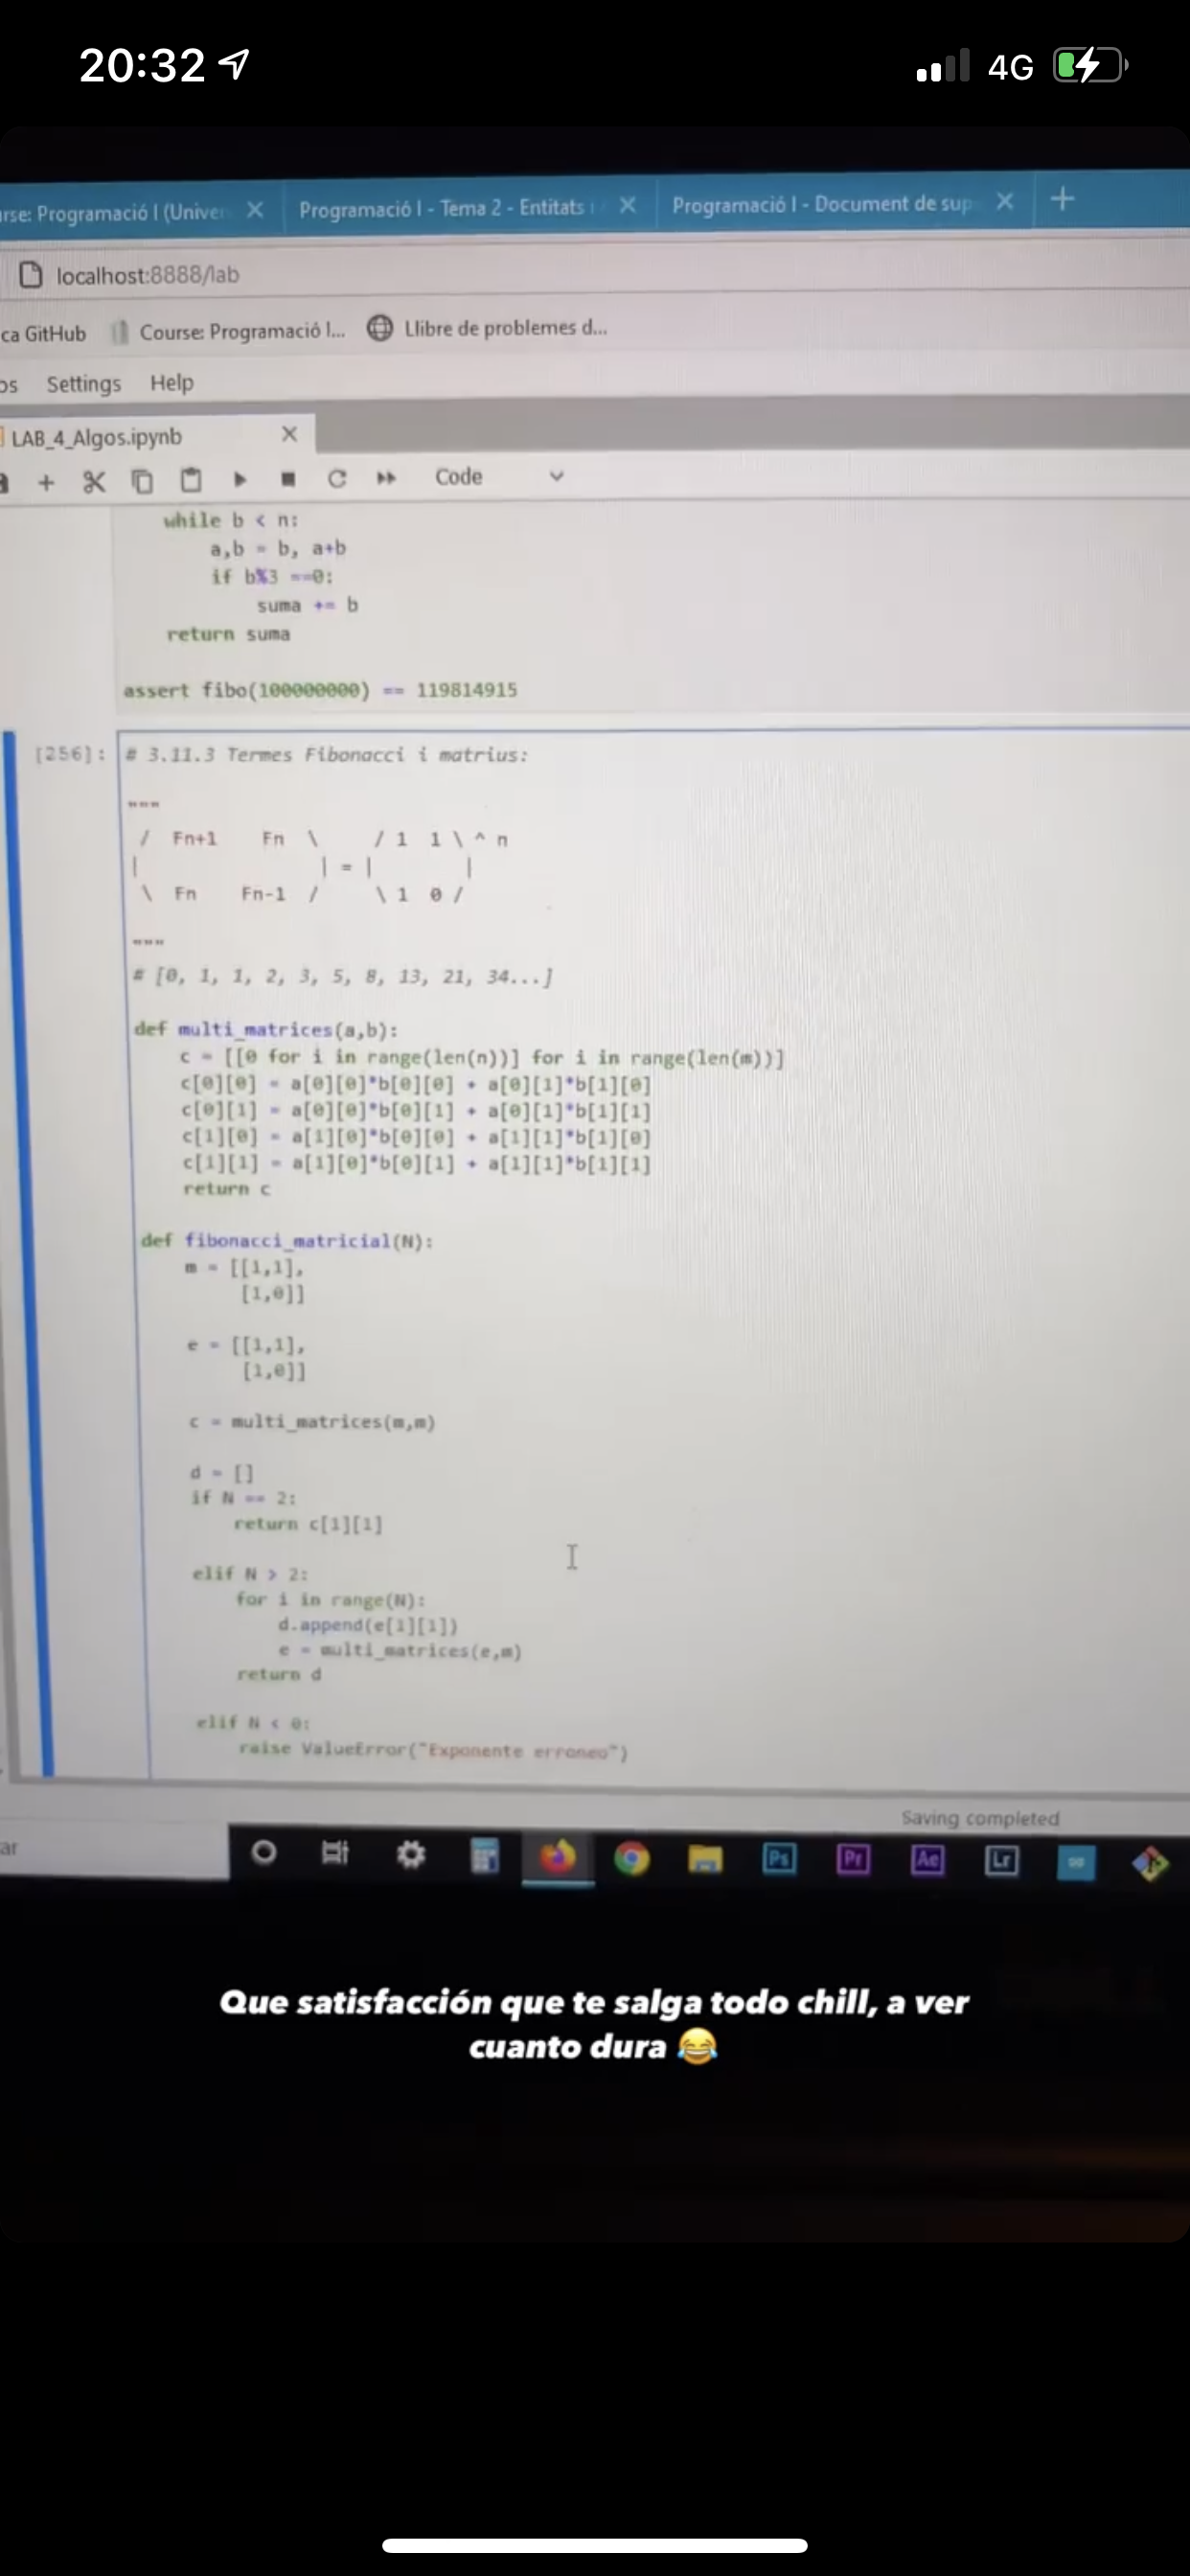 20:32
4G
rse: Programació I (Univer
Programació I - Tema 2 - Entitats i
Programació I - Document de sup
localhost:8888/lab
ca GitHub
Course: Programació I...
Llibre de problemes d...
os Settings Help
LAB_4_Algos.ipynb
Code
while b < n:
a,b = b, a+b
if b%3 ==0:
suma += b
return suma
assert fibo(100000000) == 119814915
[256]:
# 3.11.3 Termes Fibonacci i matrius:
"""
/ Fn+1 Fn \ / 1 1 \ ^ n
| | = | |
\ Fn Fn-1 / \ 1 0 /
"""
# [0, 1, 1, 2, 3, 5, 8, 13, 21, 34...]
def multi_matrices(a,b):
c = [[0 for i in range(len(n))] for i in range(len(m))]
c[0][0] = a[0][0]*b[0][0] + a[0][1]*b[1][0]
c[0][1] = a[0][0]*b[0][1] + a[0][1]*b[1][1]
c[1][0] = a[1][0]*b[0][0] + a[1][1]*b[1][0]
c[1][1] = a[1][0]*b[0][1] + a[1][1]*b[1][1]
return c
def fibonacci_matricial(N):
m = [[1,1],
[1,0]]
e = [[1,1],
[1,0]]
c = multi_matrices(m,m)
d = []
if N == 2:
return c[1][1]
elif N > 2:
for i in range(N):
d.append(e[1][1])
e = multi_matrices(e,m)
return d
elif N < 0:
raise ValueError("Exponente erroneo")
Saving completed
ar
Ps
Pr
Ae
Lr
Que satisfacción que te salga todo chill, a ver
cuanto dura 😂